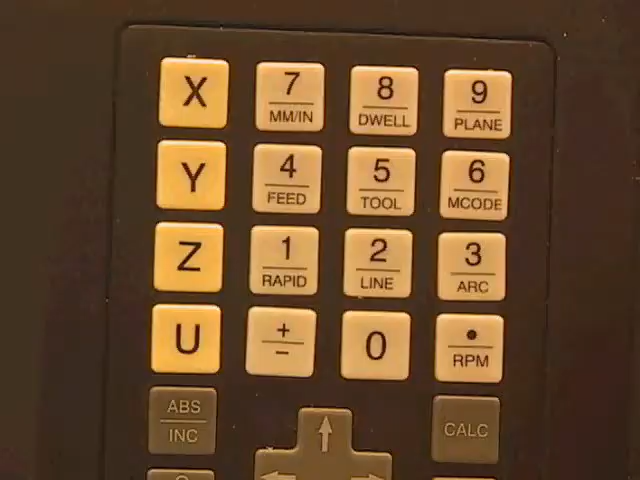 X 7 8 9
MM/IN DWELL PLANE
Y 4 5 6
FEED TOOL MCODE
Z 1 2 3
RAPID LINE ARC
U + 0 •
− RPM
ABS CALC
INC